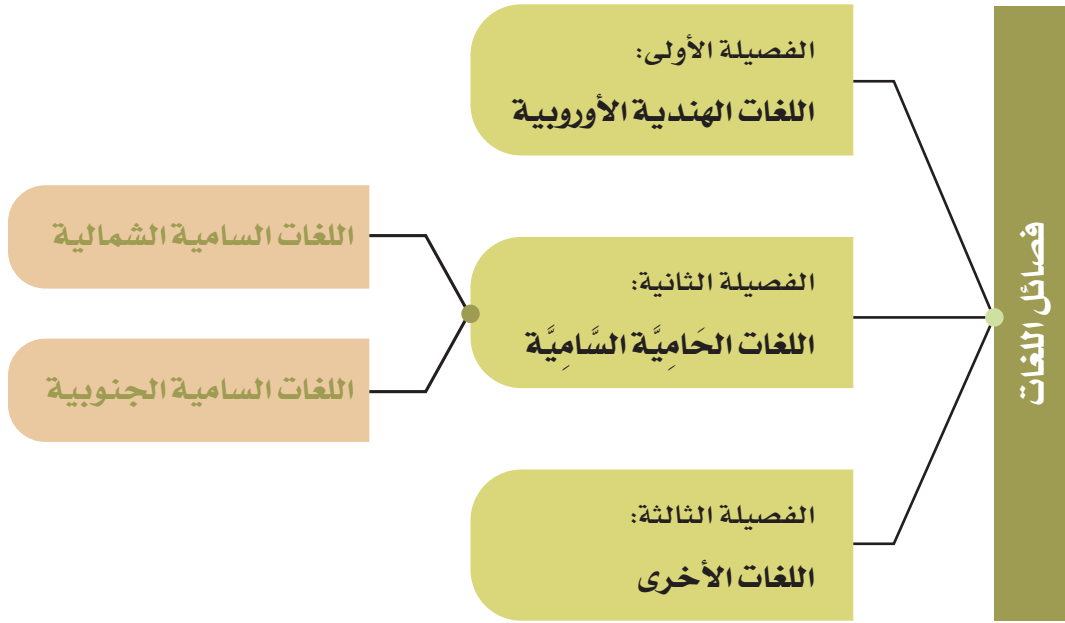 فصائل اللغات
الفصيلة الأولى:
اللغات الهندية الأوروبية
الفصيلة الثانية:
اللغات الحَامِيَّة السَّامِيَّة
اللغات السامية الشمالية
اللغات السامية الجنوبية
الفصيلة الثالثة:
اللغات الأخرى